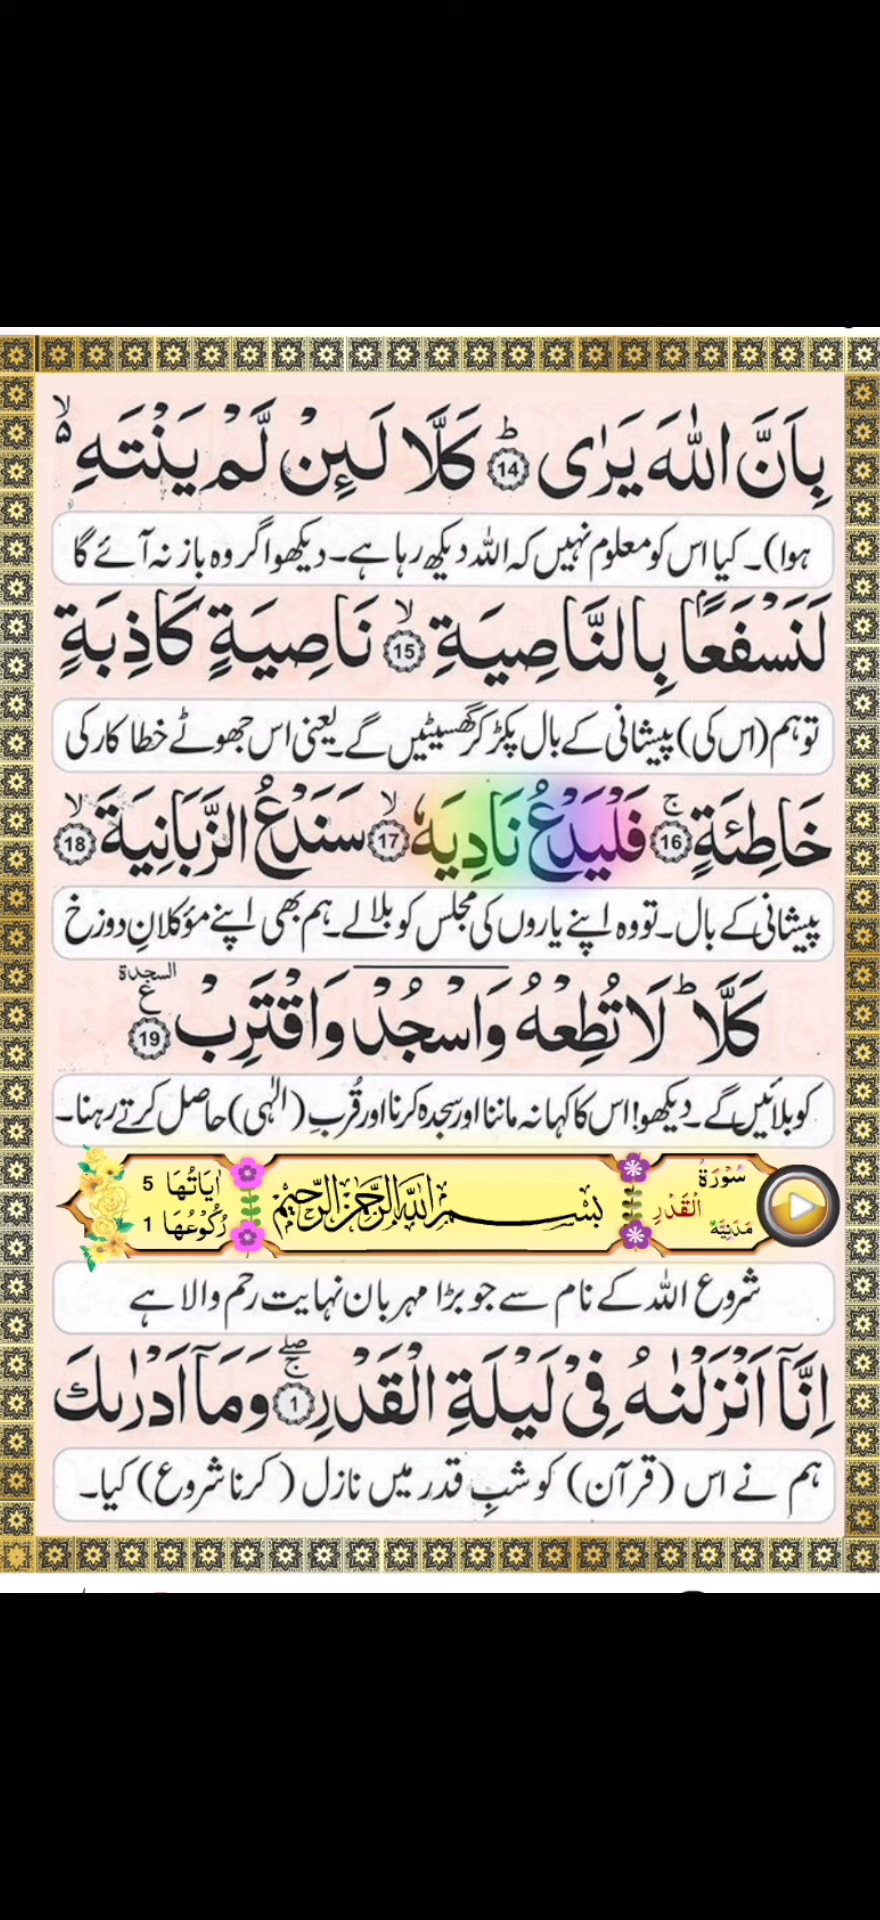 بِاَنَّ اللّٰهَ يَرٰى ؕ 14 كَلَّا لَىِٕنْ لَّمْ يَنْتَهِ ۙ۬
ہوا)۔ کیا اس کو معلوم نہیں کہ اللہ دیکھ رہا ہے۔ دیکھو اگر وہ باز نہ آئے گا
لَنَسْفَعًۢا بِالنَّاصِيَةِ ۙ 15 نَاصِيَةٍ كَاذِبَةٍ
تو ہم (اس کی) پیشانی کے بال پکڑ کر گھسیٹیں گے۔ یعنی اس جھوٹے خطا کار کی
خَاطِئَةٍ ۚ 16 فَلْيَدْعُ نَادِيَهٗ ۙ 17 سَنَدْعُ الزَّبَانِيَةَ ۙ 18
پیشانی کے بال۔ تو وہ اپنے یاروں کی مجلس کو بلا لے۔ ہم بھی اپنے مؤکلانِ دوزخ
كَلَّا ؕ لَا تُطِعْهُ وَاسْجُدْ وَاقْتَرِبْ 19 السجدة ع
کو بلائیں گے۔ دیکھو! اس کا کہا نہ ماننا اور سجدہ کرنا اور قُربِ (الٰہی) حاصل کرتے رہنا۔
سُوْرَةُ الْقَدْرِ مَدَنِيَّةٌ بِسْمِ اللّٰهِ الرَّحْمٰنِ الرَّحِيْمِ اٰيَاتُهَا 5 رُكُوْعُهَا 1
شروع اللہ کے نام سے جو بڑا مہربان نہایت رحم والا ہے
اِنَّاۤ اَنْزَلْنٰهُ فِىْ لَيْلَةِ الْقَدْرِ ۖۚ 1 وَمَاۤ اَدْرٰىكَ
ہم نے اس (قرآن) کو شبِ قدر میں نازل (کرنا شروع) کیا۔